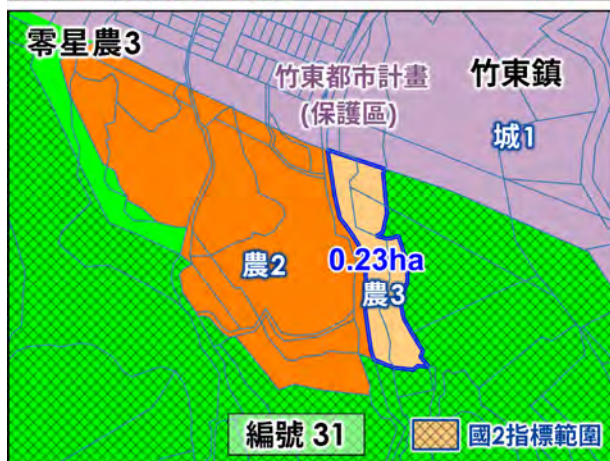 零星農3
竹東都市計畫
(保護區)
竹東鎮
城1
農2
0.23ha
農3
編號 31
國2指標範圍